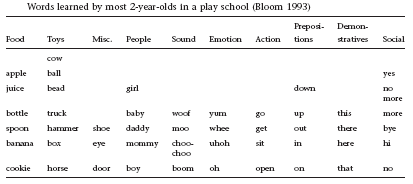 Words learned by most 2-year-olds in a play school (Bloom 1993)
Preposi- Demon-
Food Toys Misc. People Sound Emotion Action tions stratives Social
cow
apple ball yes
juice bead girl down no
more
bottle truck baby woof yum go up this more
spoon hammer shoe daddy moo whee get out there bye
banana box eye mommy choo- uhoh sit in here hi
choo
cookie horse door boy boom oh open on that no